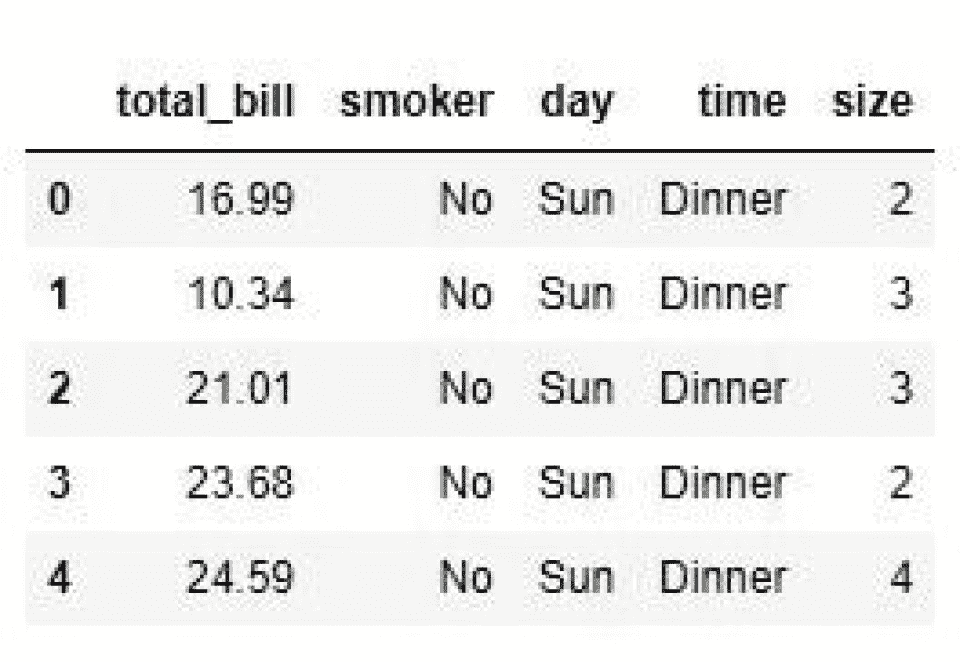 total_bill smoker day time size
0 16.99 No Sun Dinner 2
1 10.34 No Sun Dinner 3
2 21.01 No Sun Dinner 3
3 23.68 No Sun Dinner 2
4 24.59 No Sun Dinner 4